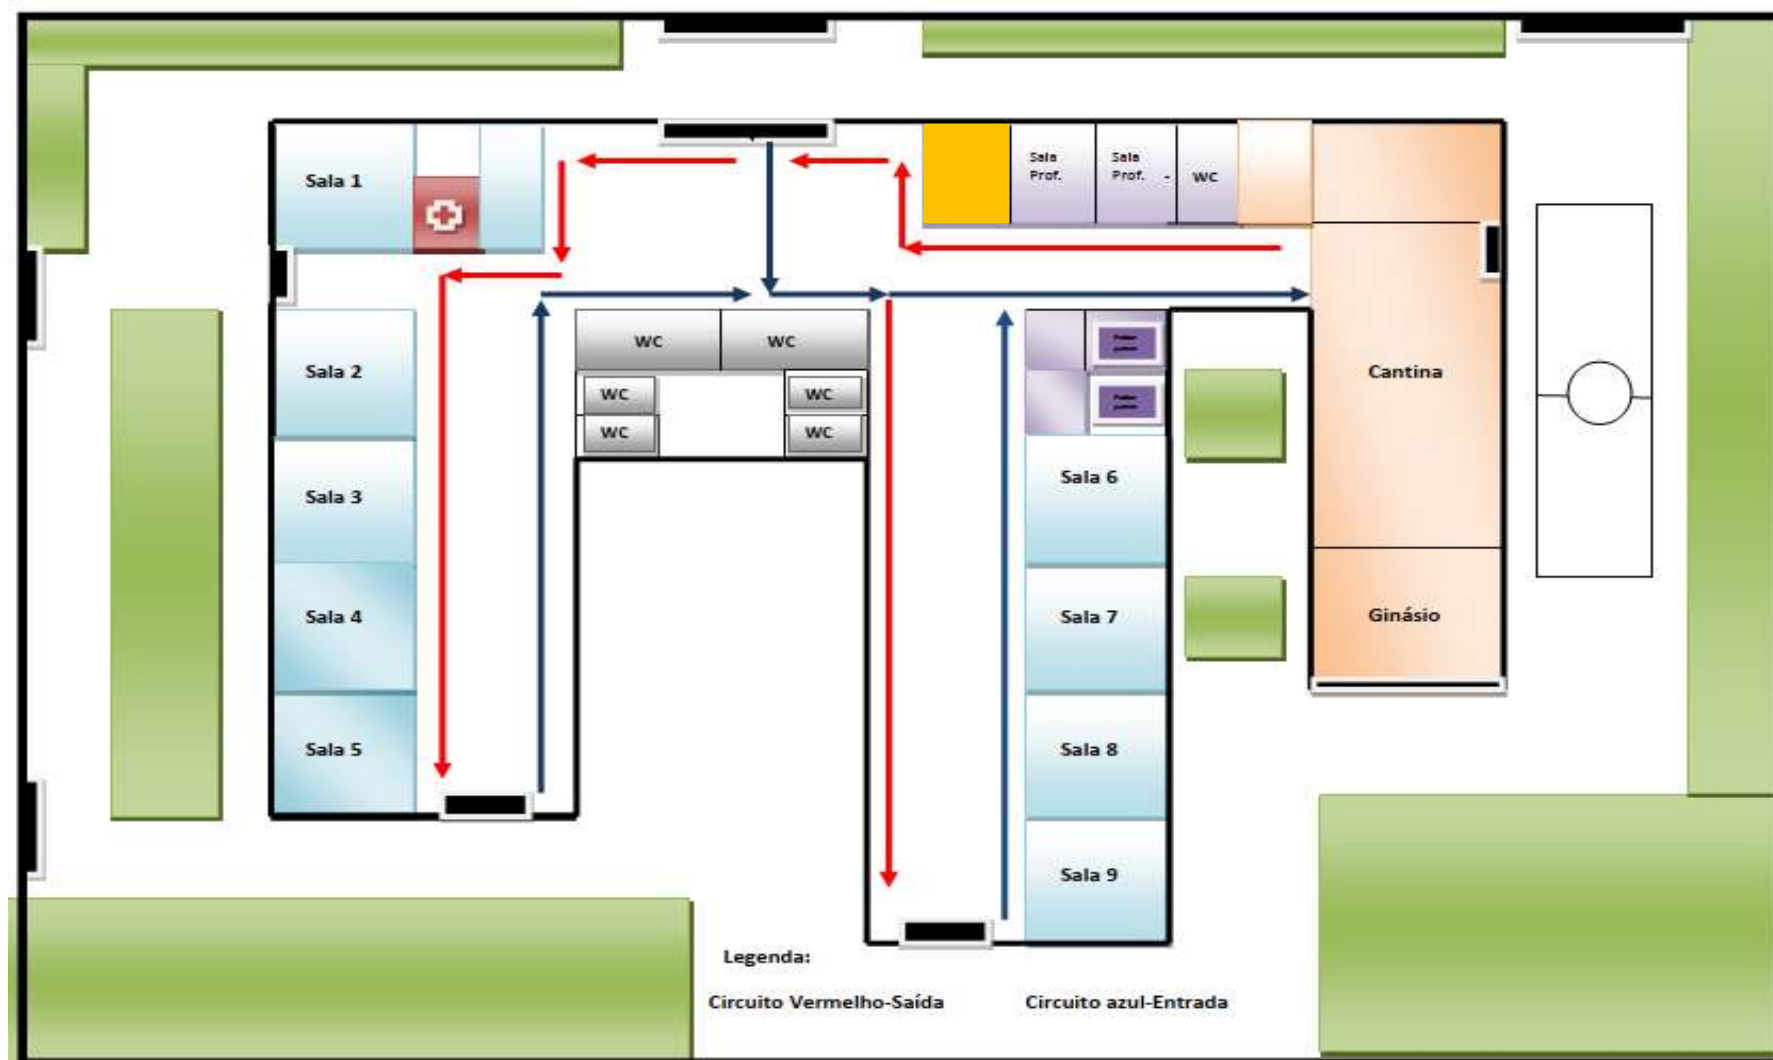 Sala 1
Sala
Prof.
Sala
Prof. -
WC
Sala 2
WC
WC
Cantina
WC
WC
WC
WC
Sala 3
Sala 6
Sala 4
Sala 7
Ginásio
Sala 5
Sala 8
Sala 9
Legenda:
Circuito Vermelho-Saída
Circuito azul-Entrada